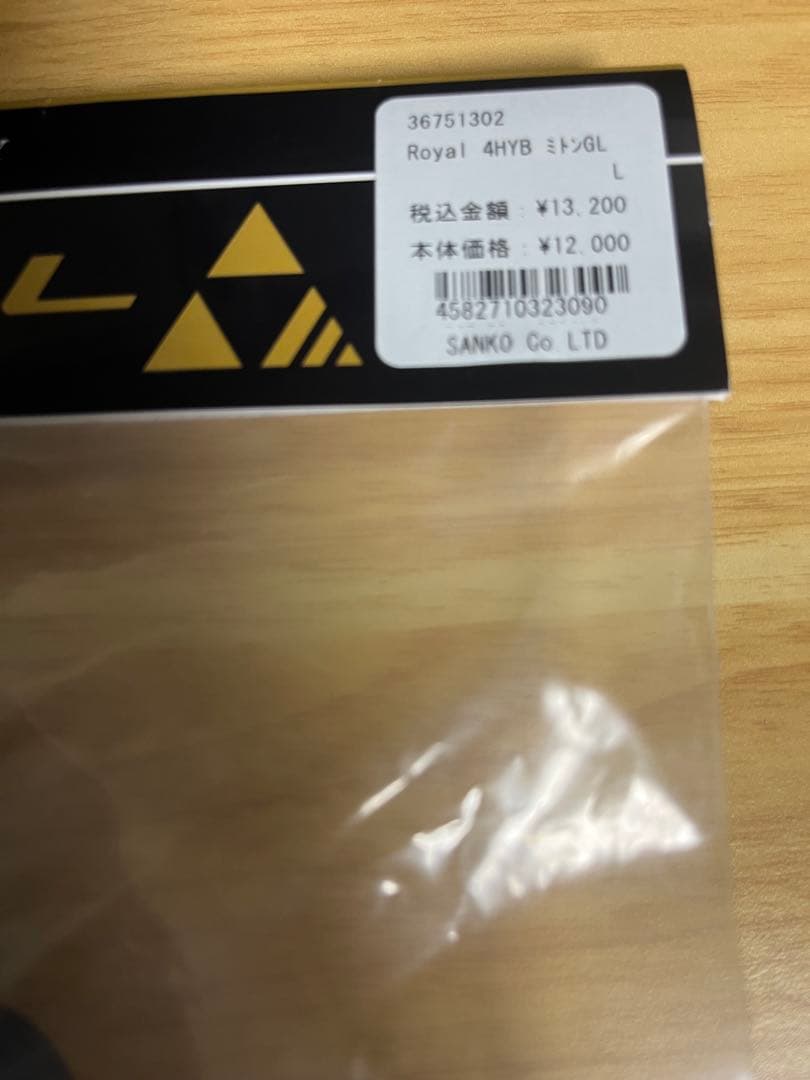 36751302
Royal 4HYB ﾐﾄﾝGL
L
税込金額 : ¥13,200
本体価格 : ¥12,000
4582710323090
SANKO Co.LTD
L